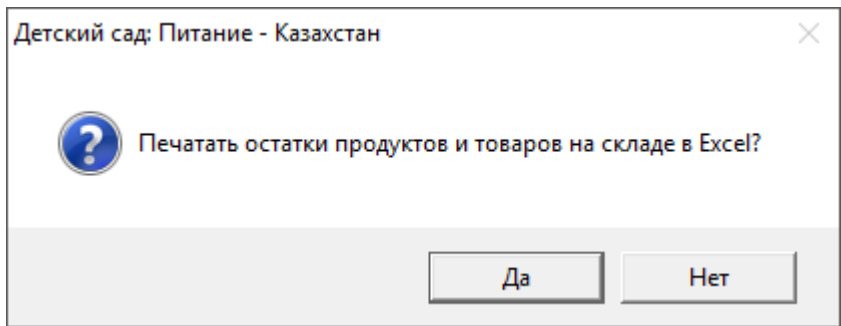 Детский сад: Питание - Казахстан
Печатать остатки продуктов и товаров на складе в Excel?
Да
Нет